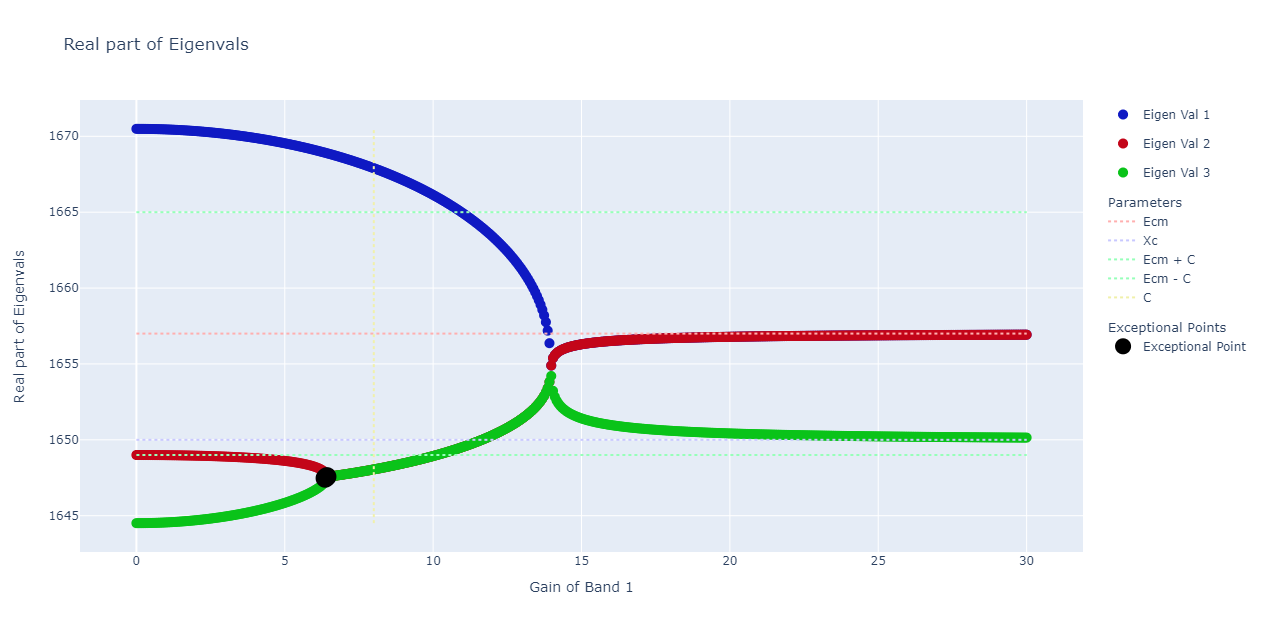 Real part of Eigenvals
Real part of Eigenvals
1670
1665
1660
1655
1650
1645
0 5 10 15 20 25 30
Gain of Band 1
Eigen Val 1
Eigen Val 2
Eigen Val 3
Parameters
Ecm
Xc
Ecm + C
Ecm - C
C
Exceptional Points
Exceptional Point